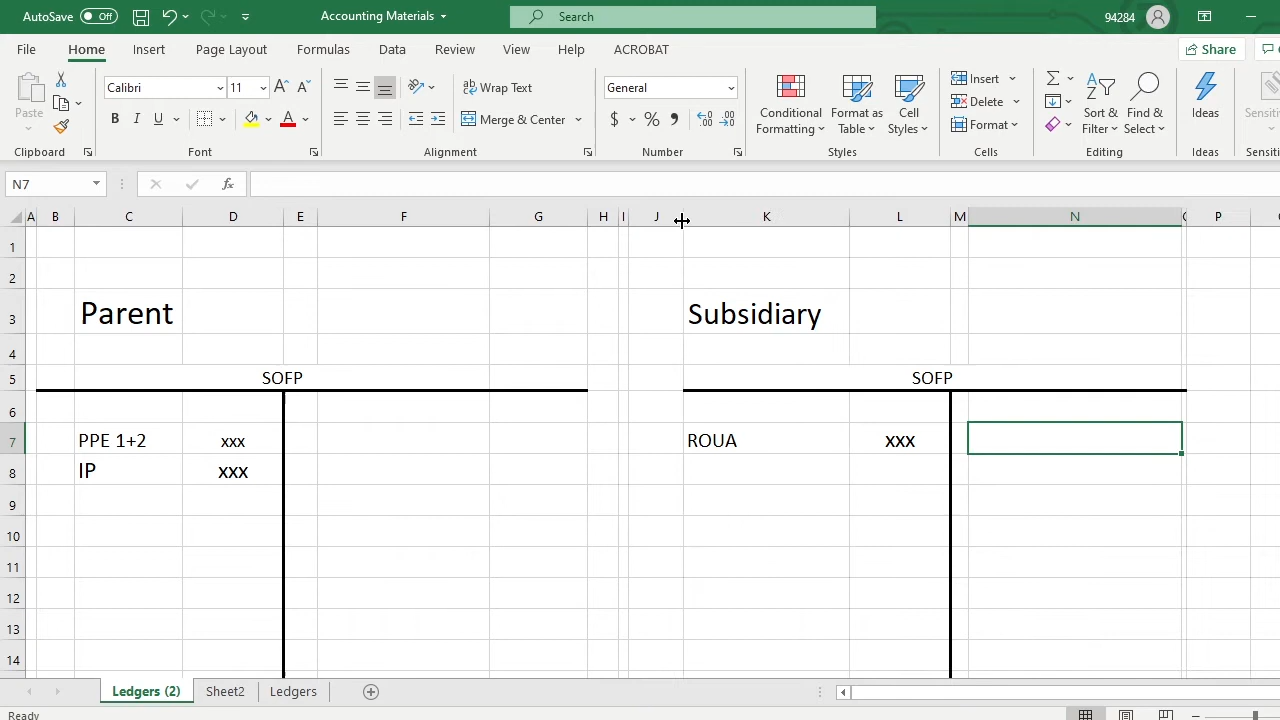 AutoSave Off Accounting Materials Search 94284
File Home Insert Page Layout Formulas Data Review View Help ACROBAT Share
Paste Calibri 11 Wrap Text General Insert
B I U Merge & Center $ % Conditional Formatting Format as Table Cell Styles Delete Format Sort & Filter Find & Select Ideas
Clipboard Font Alignment Number Styles Cells Editing Ideas
N7 fx
A B C D E F G H I J K L M N P
1
2
3 Parent Subsidiary
4
5 SOFP SOFP
6
7 PPE 1+2 xxx ROUA xxx
8 IP xxx
9
10
11
12
13
14
Ledgers (2) Sheet2 Ledgers
Ready